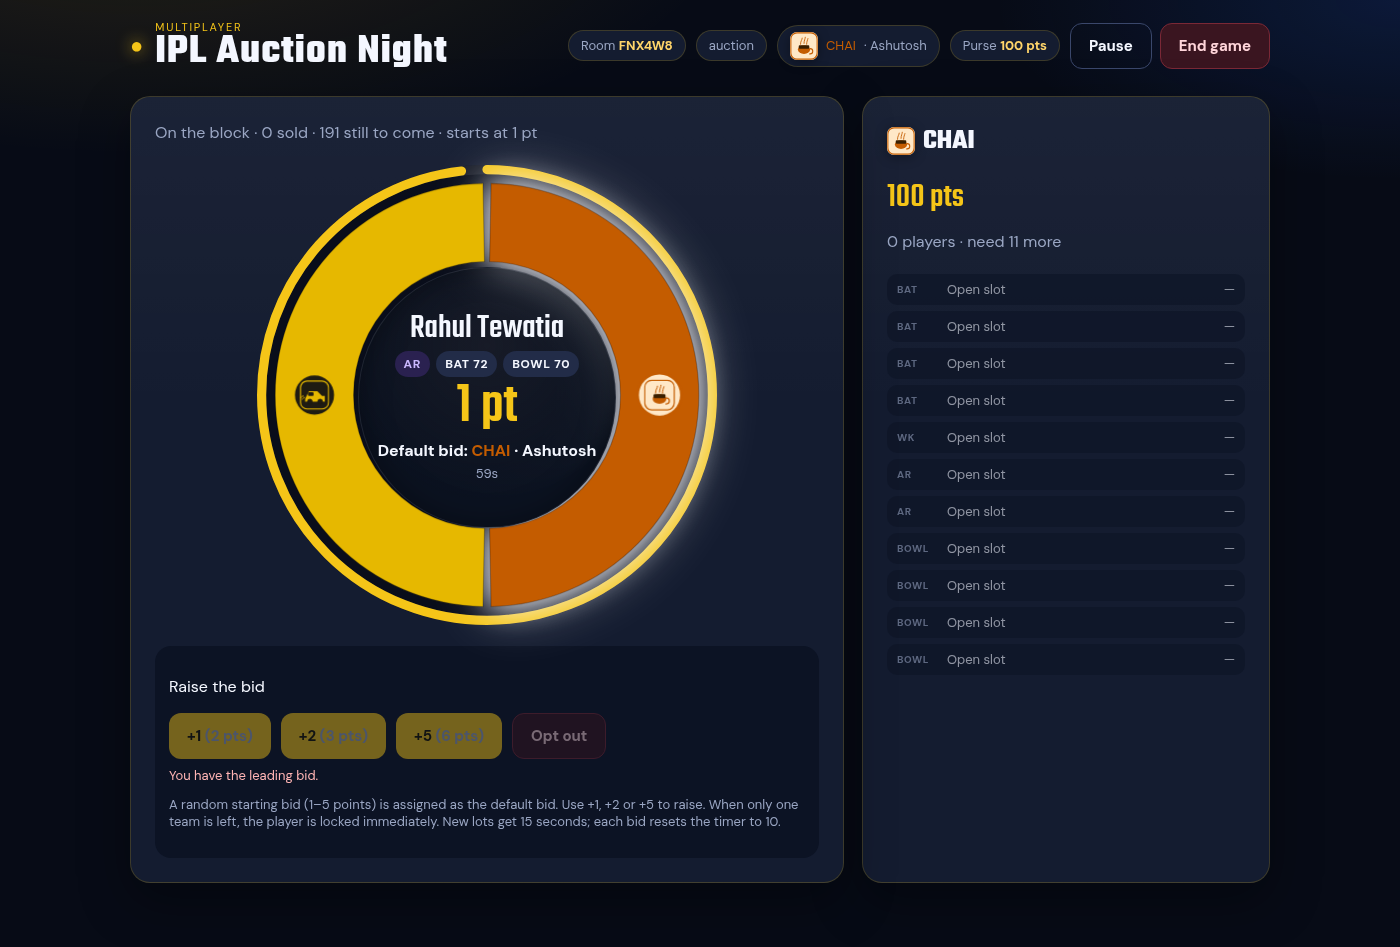 MULTIPLAYER
IPL Auction Night
Room FNX4W8
auction
CHAI · Ashutosh
Purse 100 pts
Pause
End game
On the block · 0 sold · 191 still to come · starts at 1 pt
Rahul Tewatia
AR BAT 72 BOWL 70
1 pt
Default bid: CHAI · Ashutosh
59s
Raise the bid
+1 (2 pts) +2 (3 pts) +5 (6 pts) Opt out
You have the leading bid.
A random starting bid (1–5 points) is assigned as the default bid. Use +1, +2 or +5 to raise. When only one
team is left, the player is locked immediately. New lots get 15 seconds; each bid resets the timer to 10.
CHAI
100 pts
0 players · need 11 more
BAT Open slot —
BAT Open slot —
BAT Open slot —
BAT Open slot —
WK Open slot —
AR Open slot —
AR Open slot —
BOWL Open slot —
BOWL Open slot —
BOWL Open slot —
BOWL Open slot —